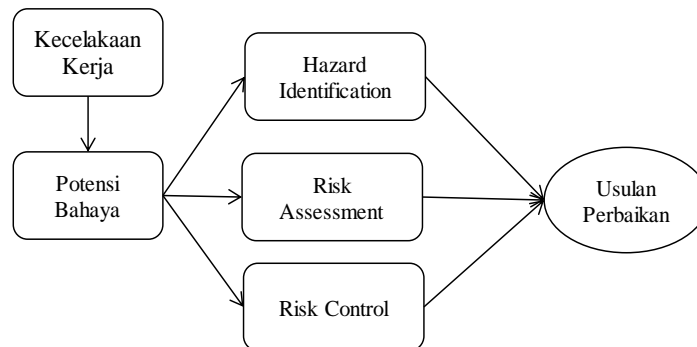 Kecelakaan
Kerja
Potensi
Bahaya
Hazard
Identification
Risk
Assessment
Risk Control
Usulan
Perbaikan